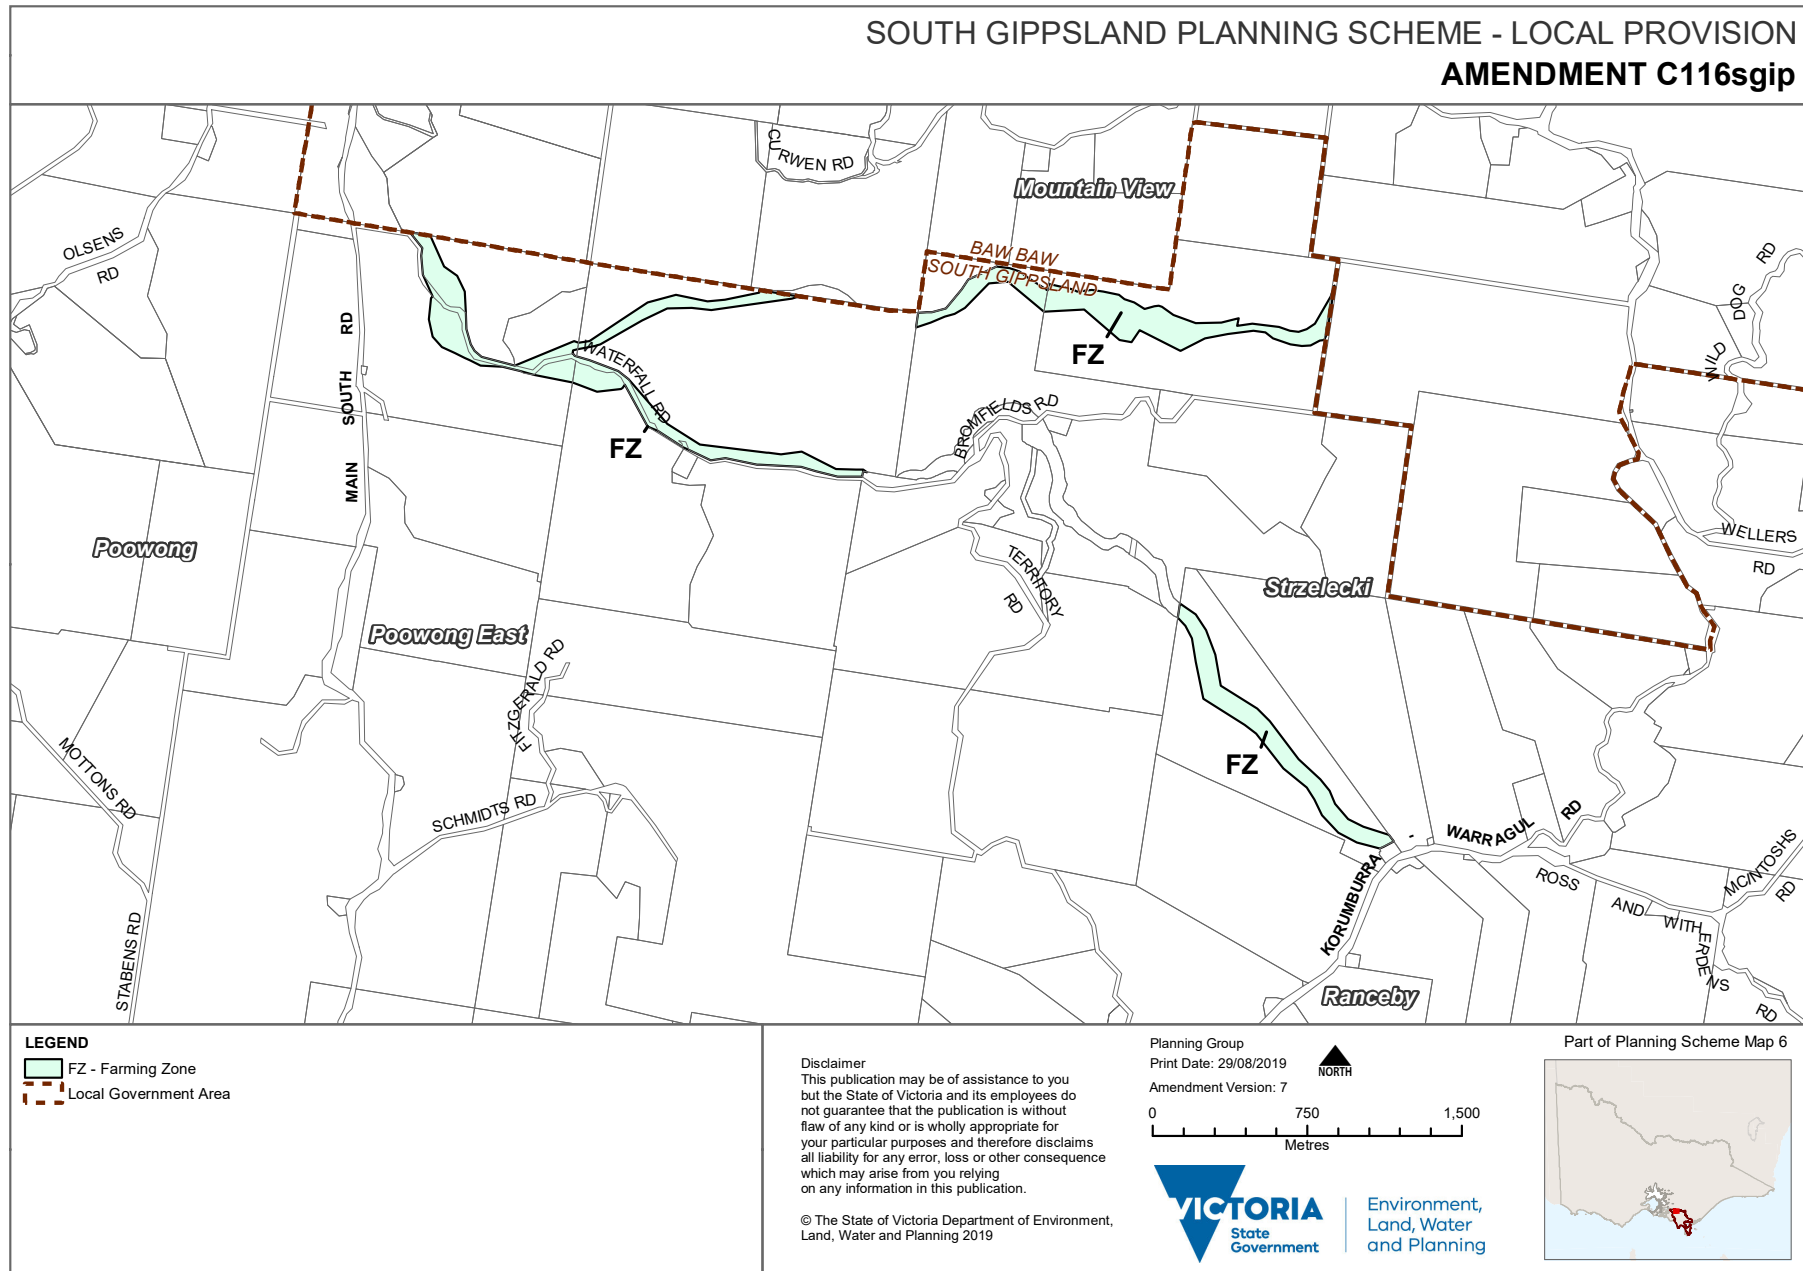 SOUTH GIPPSLAND PLANNING SCHEME - LOCAL PROVISION
AMENDMENT C116sgip
CURWEN RD
Mountain View
OLSENS
RD
BAW BAW
SOUTH GIPPSLAND
WILD
DOG
RD
MAIN
SOUTH
RD
WATERFALL RD
FZ
FZ
BROMFIELDS RD
Poowong
TERRITORY
RD
Strzelecki
WELLERS
RD
Poowong East
FITZGERALD RD
FZ
MOTTONS RD
SCHMIDTS RD
KORUMBURRA
-
WARRAGUL
RD
ROSS
AND
WITHERDENS
RD
MCINTOSHS
RD
STABENS RD
Ranceby
LEGEND
FZ - Farming Zone
Local Government Area
Disclaimer
This publication may be of assistance to you
but the State of Victoria and its employees do
not guarantee that the publication is without
flaw of any kind or is wholly appropriate for
your particular purposes and therefore disclaims
all liability for any error, loss or other consequence
which may arise from you relying
on any information in this publication.
© The State of Victoria Department of Environment,
Land, Water and Planning 2019
Planning Group
Print Date: 29/08/2019
Amendment Version: 7
NORTH
0 750 1,500
Metres
VICTORIA
State
Government
Environment,
Land, Water
and Planning
Part of Planning Scheme Map 6